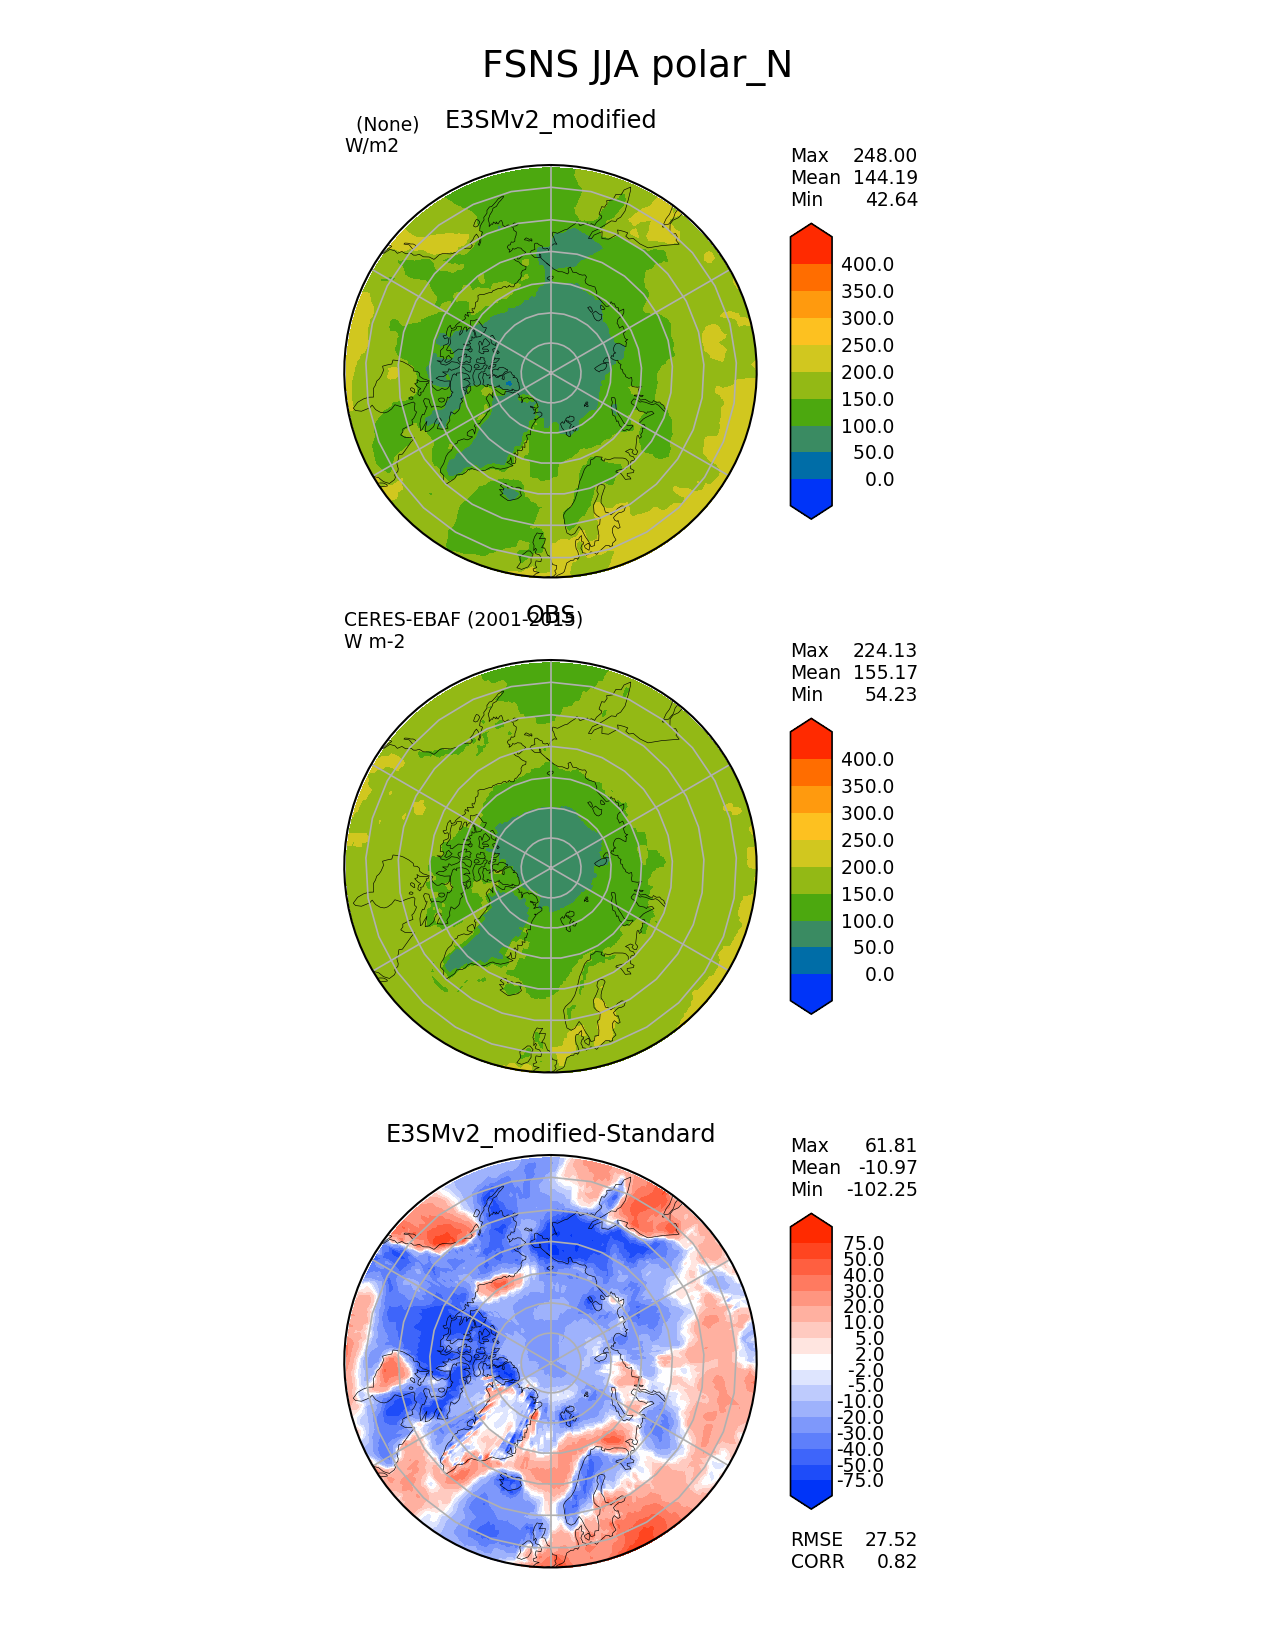 FSNS JJA polar_N
(None) E3SMv2_modified
W/m2
Max 248.00
Mean 144.19
Min 42.64
400.0
350.0
300.0
250.0
200.0
150.0
100.0
50.0
0.0
OBS
CERES-EBAF (2001-2015)
W m-2
Max 224.13
Mean 155.17
Min 54.23
400.0
350.0
300.0
250.0
200.0
150.0
100.0
50.0
0.0
E3SMv2_modified-Standard
Max 61.81
Mean -10.97
Min -102.25
75.0
50.0
40.0
30.0
20.0
10.0
5.0
2.0
-2.0
-5.0
-10.0
-20.0
-30.0
-40.0
-50.0
-75.0
RMSE 27.52
CORR 0.82